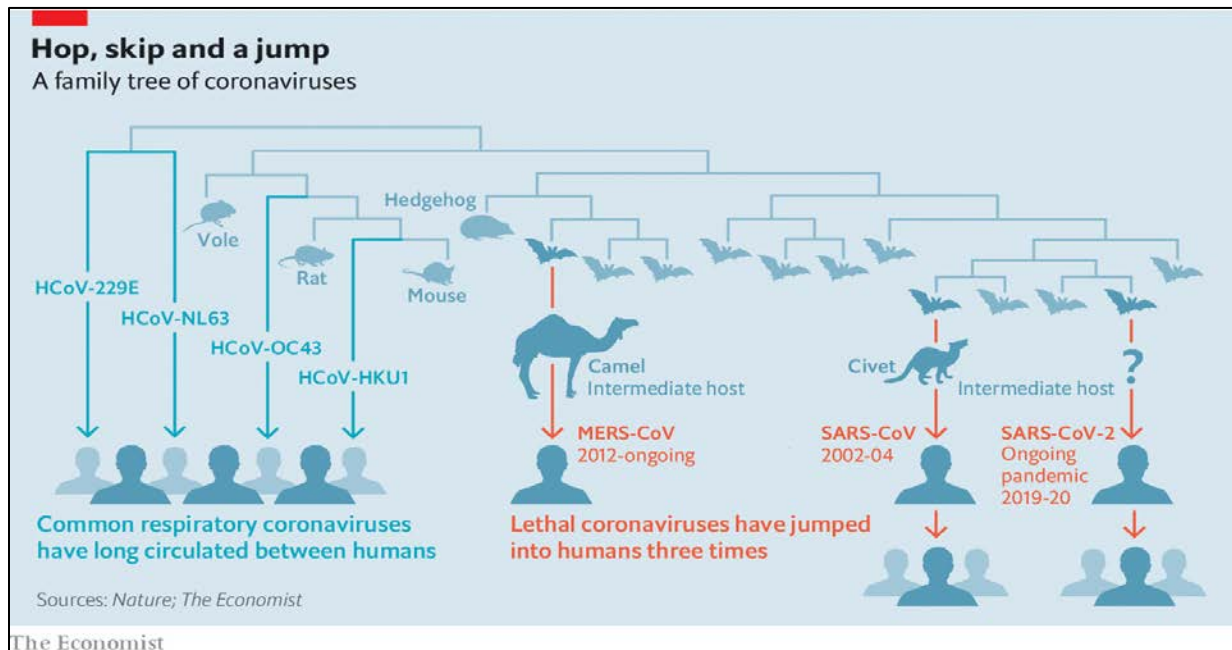 Hop, skip and a jump
A family tree of coronaviruses
Hedgehog
Vole
Rat
Mouse
HCoV-229E
HCoV-NL63
HCoV-OC43
HCoV-HKU1
Camel
Intermediate host
Civet
Intermediate host
?
MERS-CoV
2012-ongoing
SARS-CoV
2002-04
SARS-CoV-2
Ongoing
pandemic
2019-20
Common respiratory coronaviruses
have long circulated between humans
Lethal coronaviruses have jumped
into humans three times
Sources: Nature; The Economist
The Economist